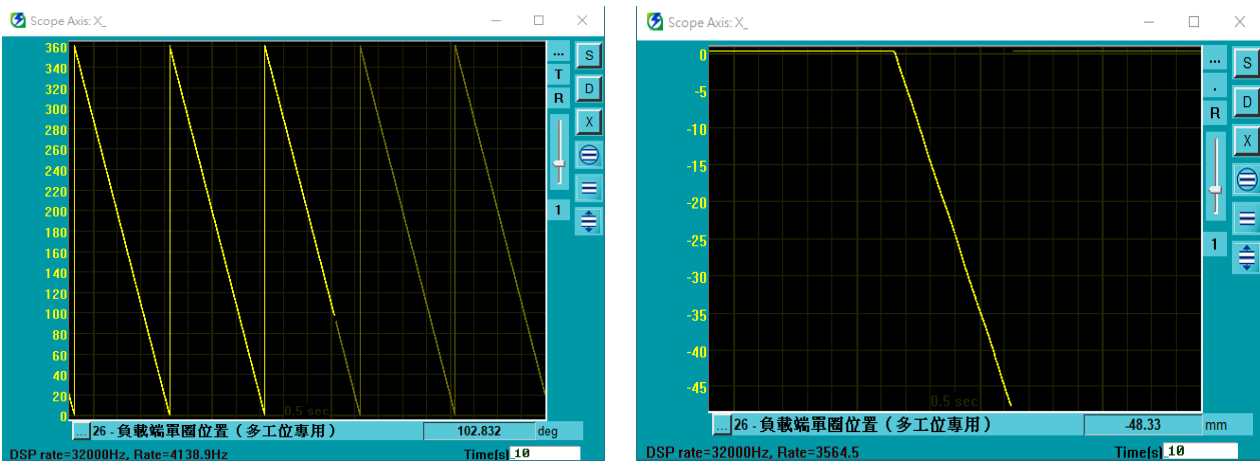 Scope Axis: X_
360
340
320
300
280
260
240
220
200
180
160
140
120
100
80
60
40
20
0
0.5 sec
...
T
R
1
S
D
X
... 26 - 負載端單圈位置（多工位專用） 102.832 deg
DSP rate=32000Hz, Rate=4138.9Hz Time(s) 10
Scope Axis: X_
0
-5
-10
-15
-20
-25
-30
-35
-40
-45
0.5 sec
...
.
R
1
S
D
X
... 26 - 負載端單圈位置（多工位專用） -48.33 mm
DSP rate=32000Hz, Rate=3564.5 Time(s) 10